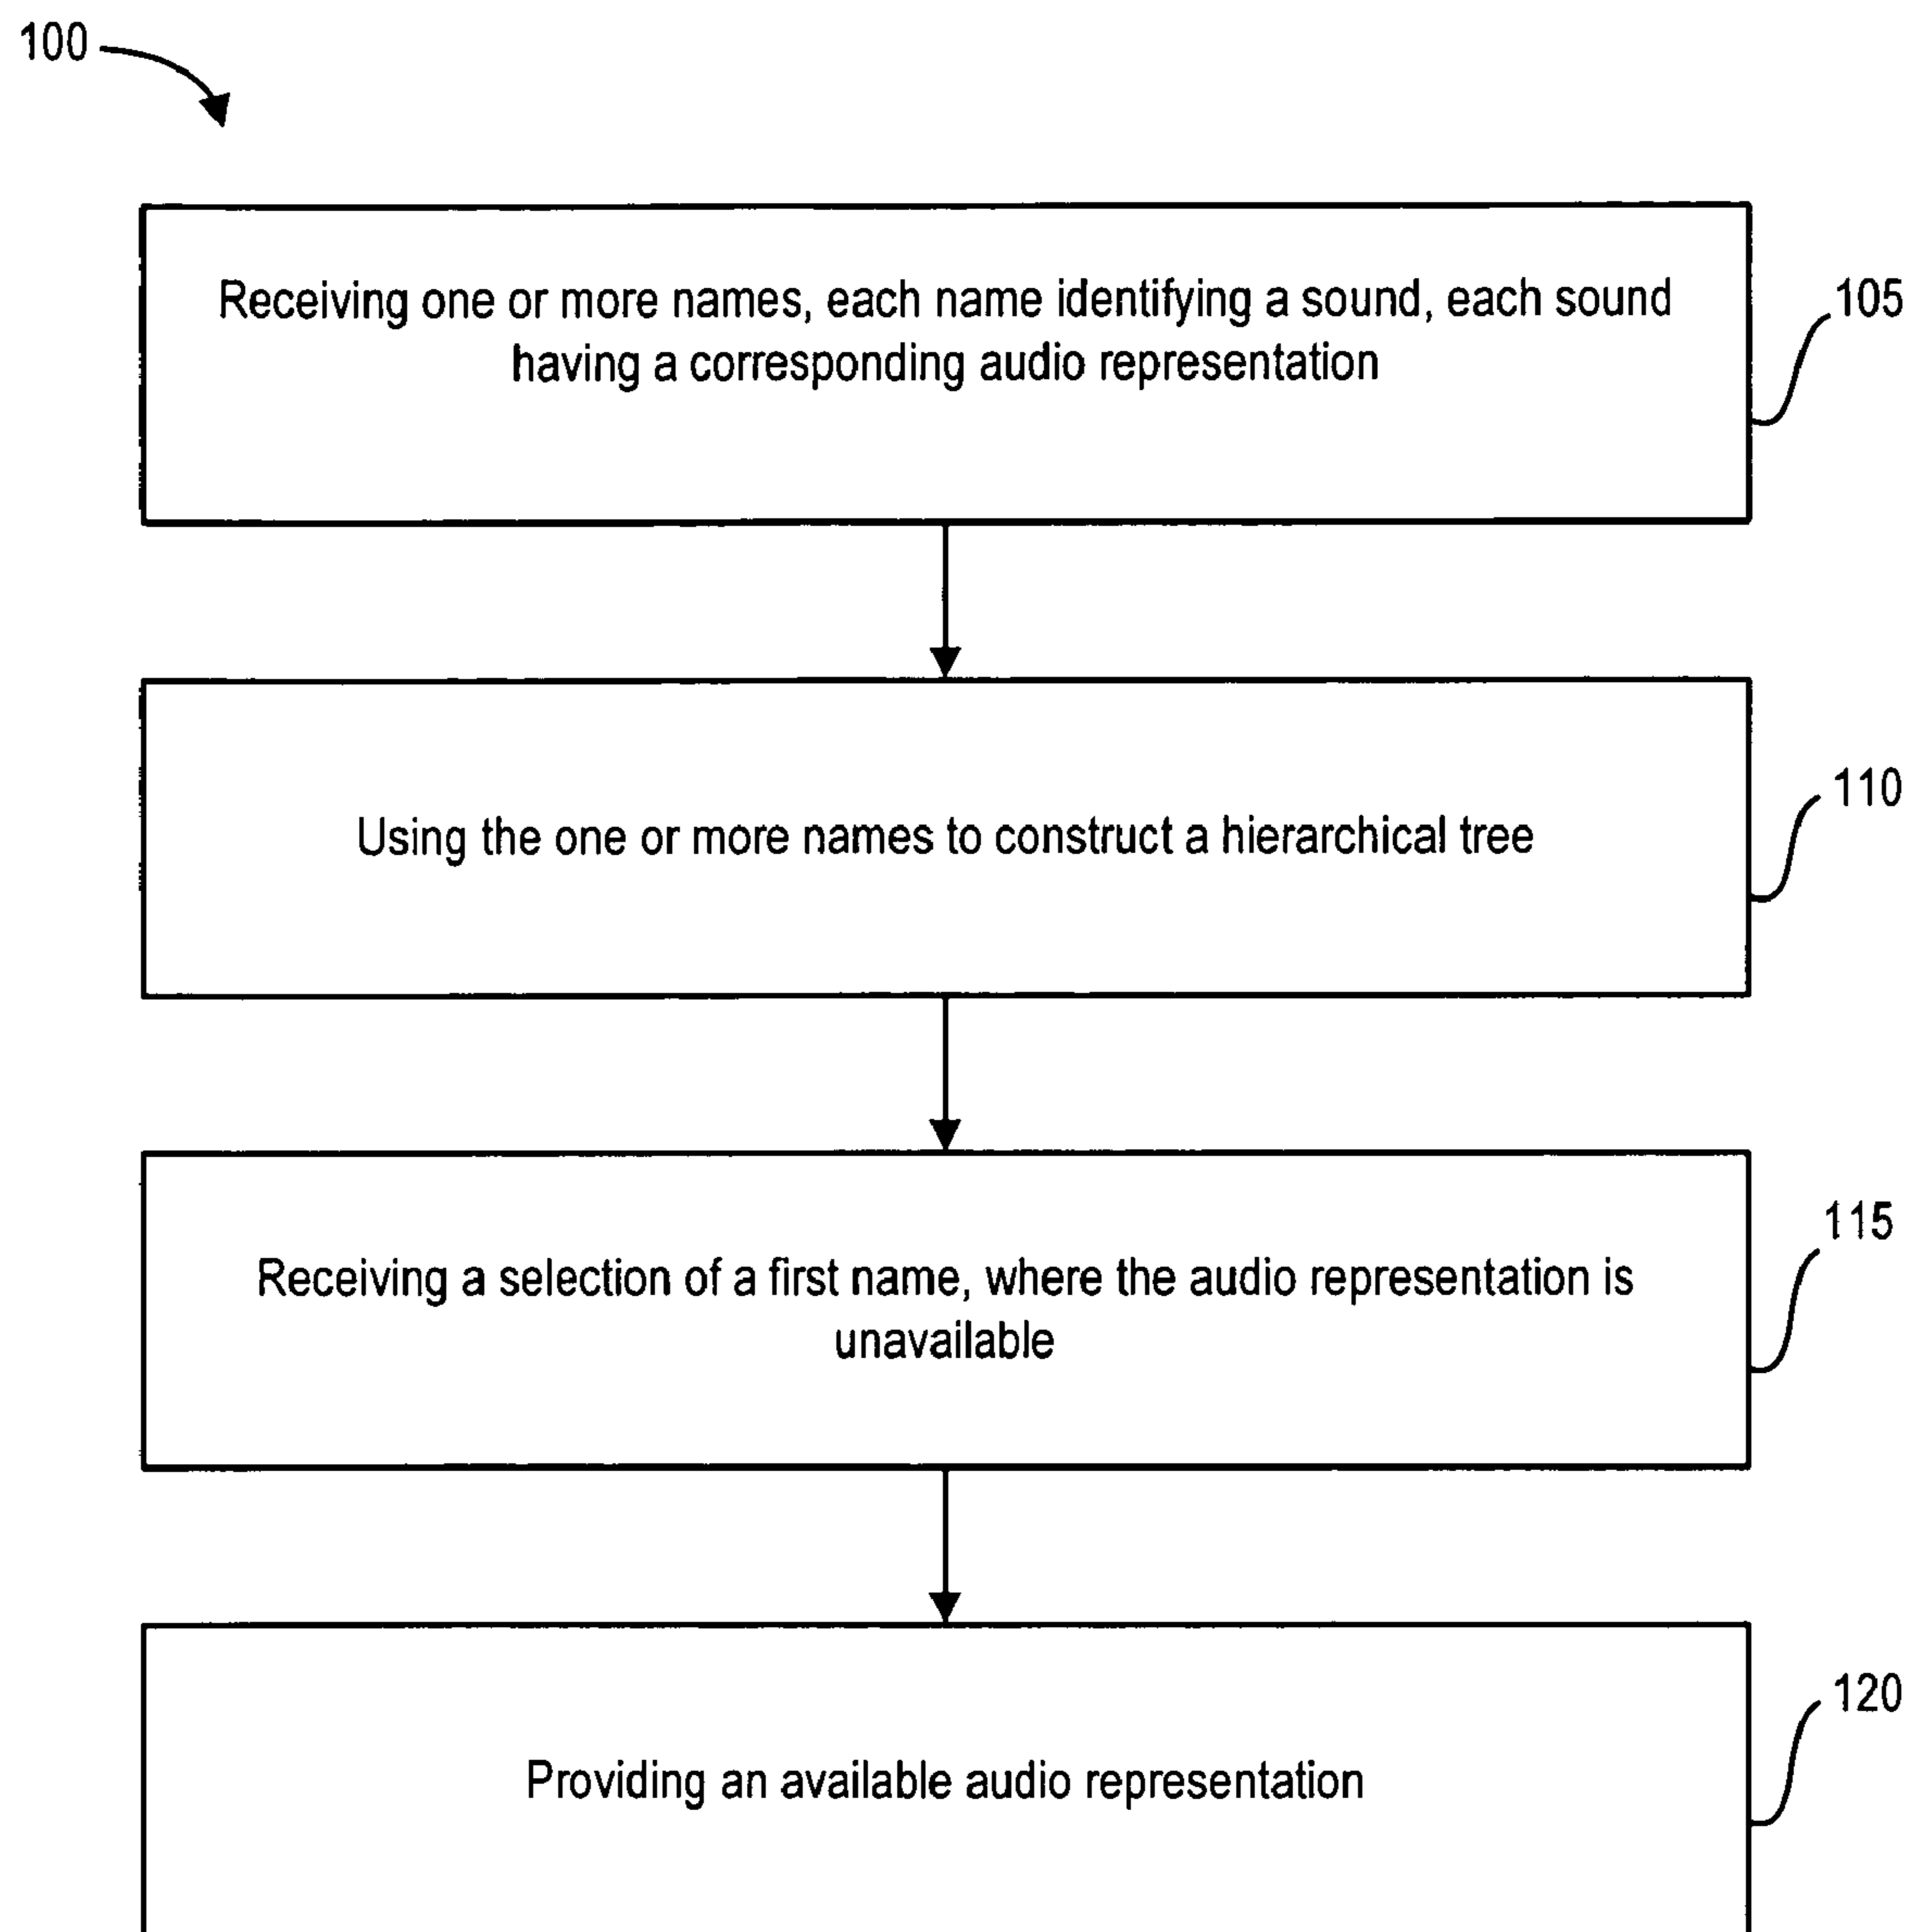 100
Receiving one or more names, each name identifying a sound, each sound
having a corresponding audio representation
105
Using the one or more names to construct a hierarchical tree
110
Receiving a selection of a first name, where the audio representation is
unavailable
115
Providing an available audio representation
120